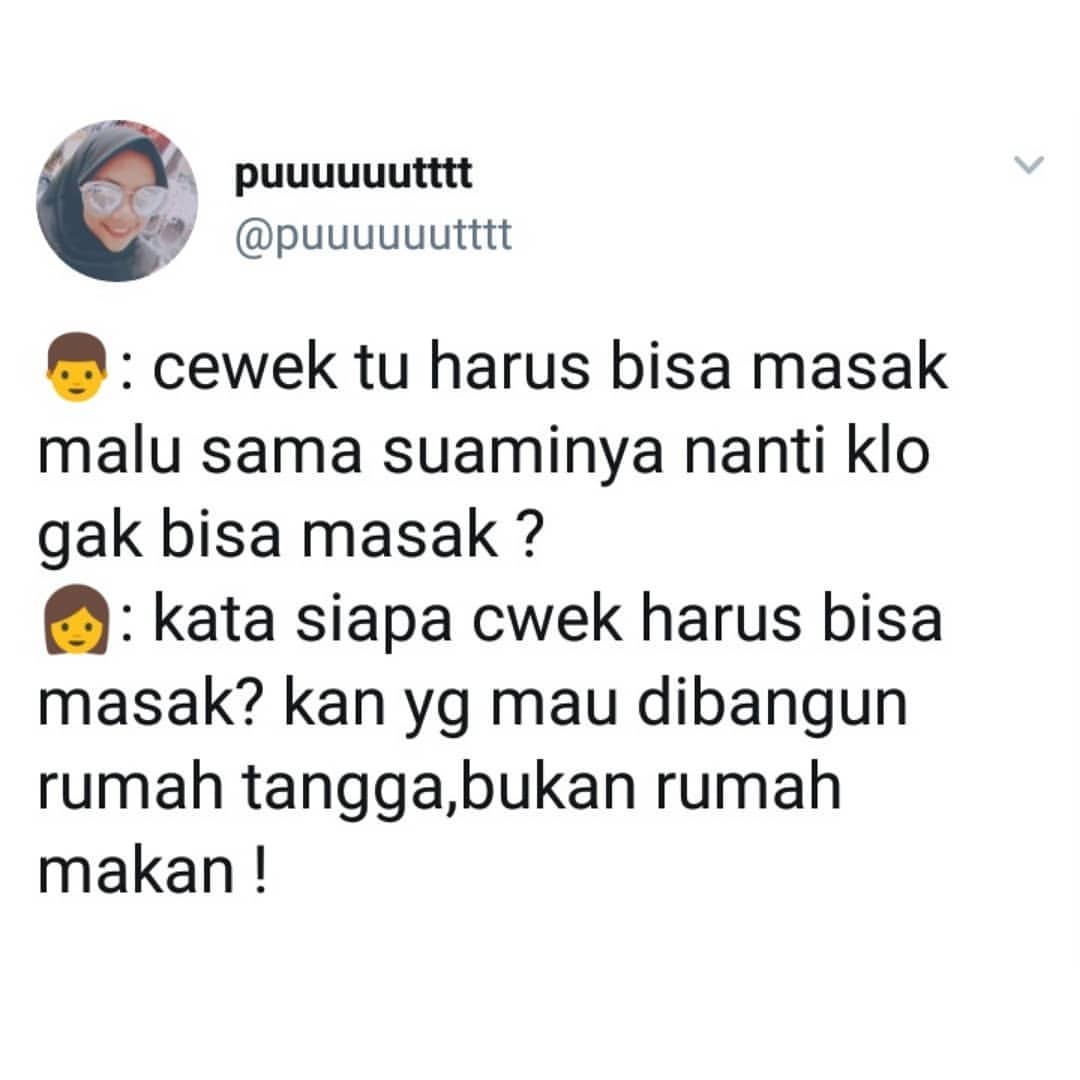 puuuuuutttt
@puuuuuutttt
👨: cewek tu harus bisa masak
malu sama suaminya nanti klo
gak bisa masak ?
👩: kata siapa cwek harus bisa
masak? kan yg mau dibangun
rumah tangga,bukan rumah
makan !